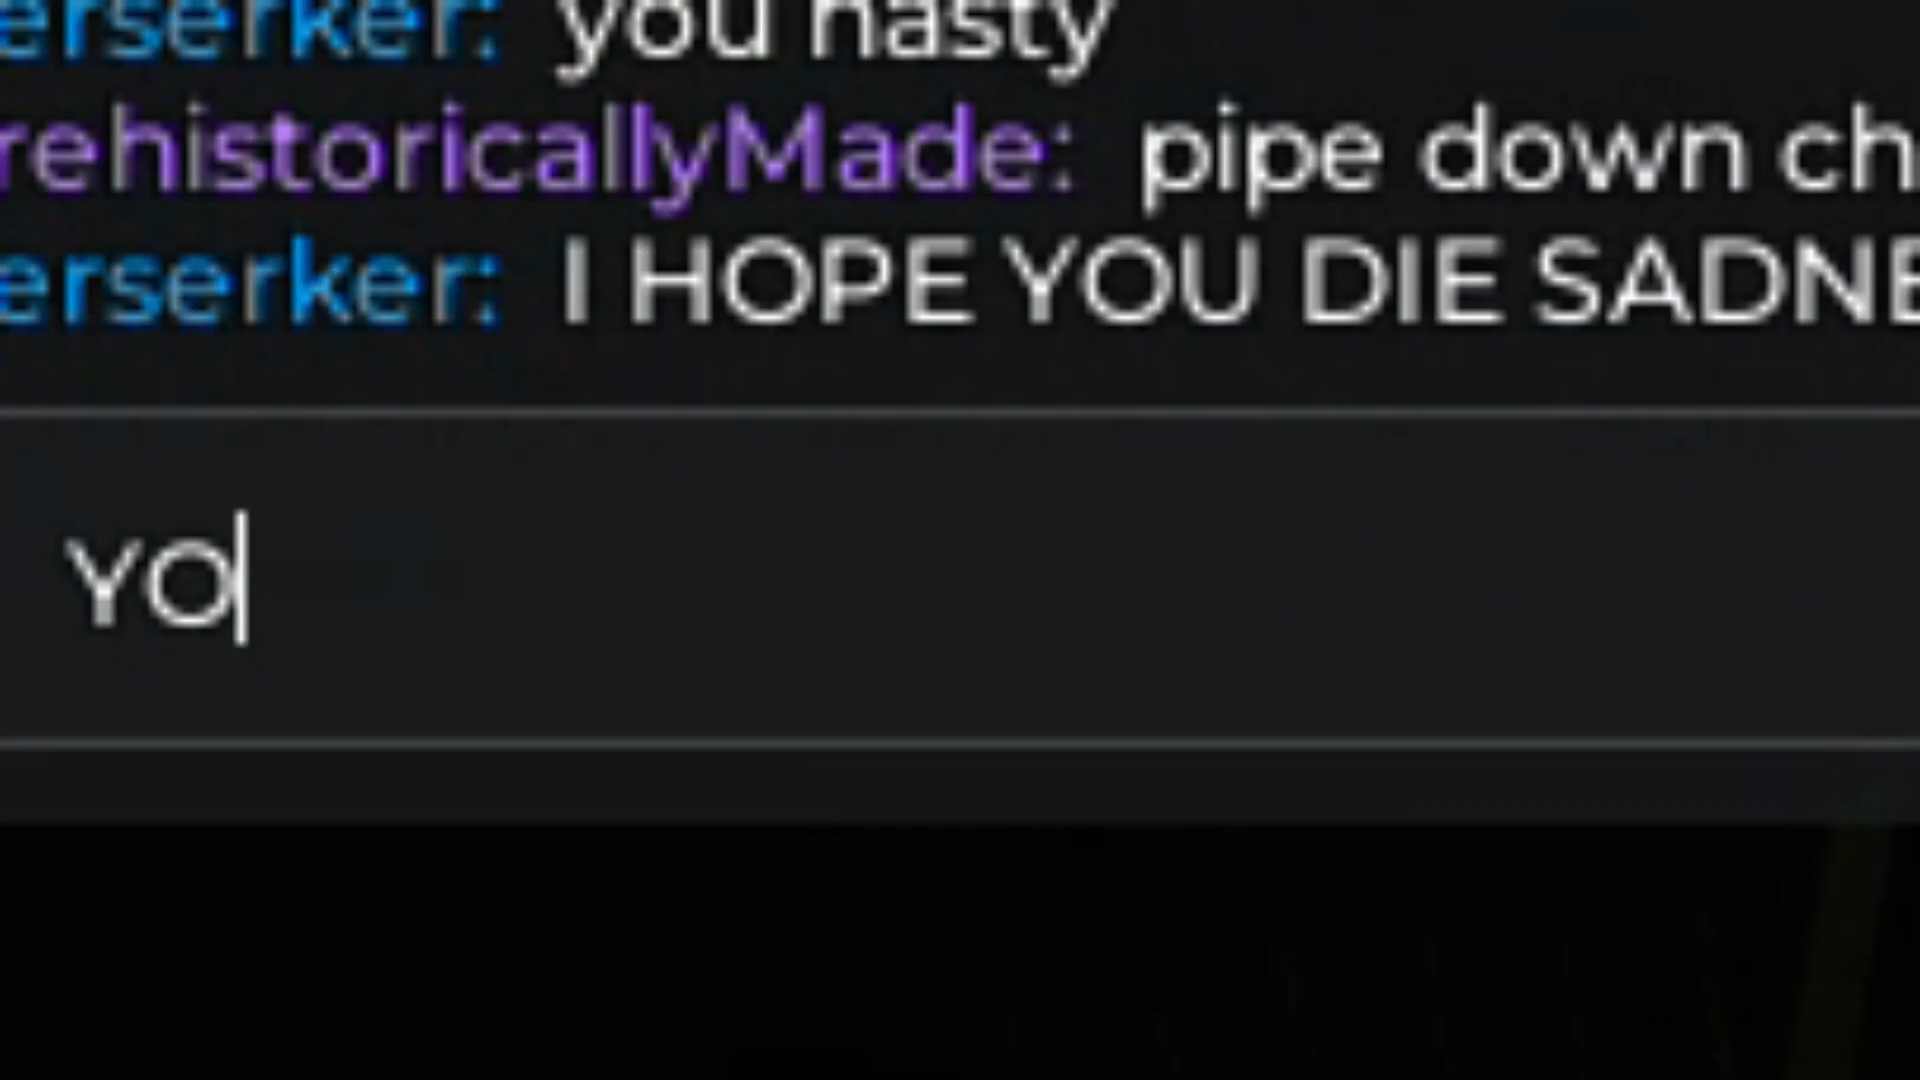 erserker: you nasty
rehistoricallyMade: pipe down ch
erserker: I HOPE YOU DIE SADNE
YO